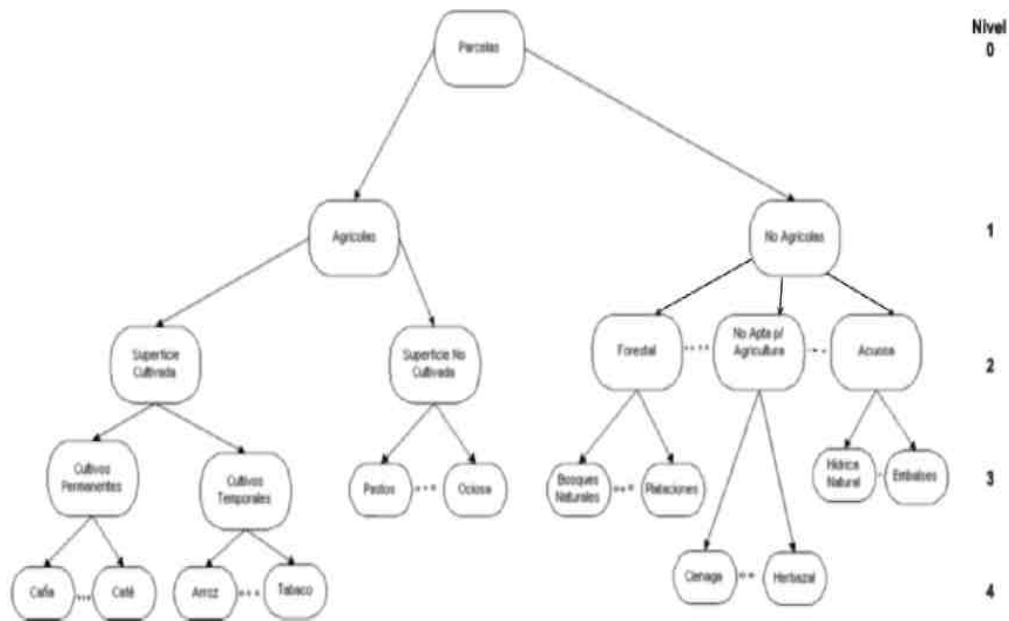 Nivel
0
Parcelas
Agrícolas
No Agrícolas
1
Superficie
Cultivada
Superficie No
Cultivada
Forestal
No Apta p/
Agricultura
Acuosa
2
Cultivos
Permanentes
Cultivos
Temporales
Pastos
Ociosa
Bosques
Naturales
Plataciones
Hídrica
Natural
Embalses
3
Caña
Café
Arroz
Tabaco
Cienaga
Herbazal
4